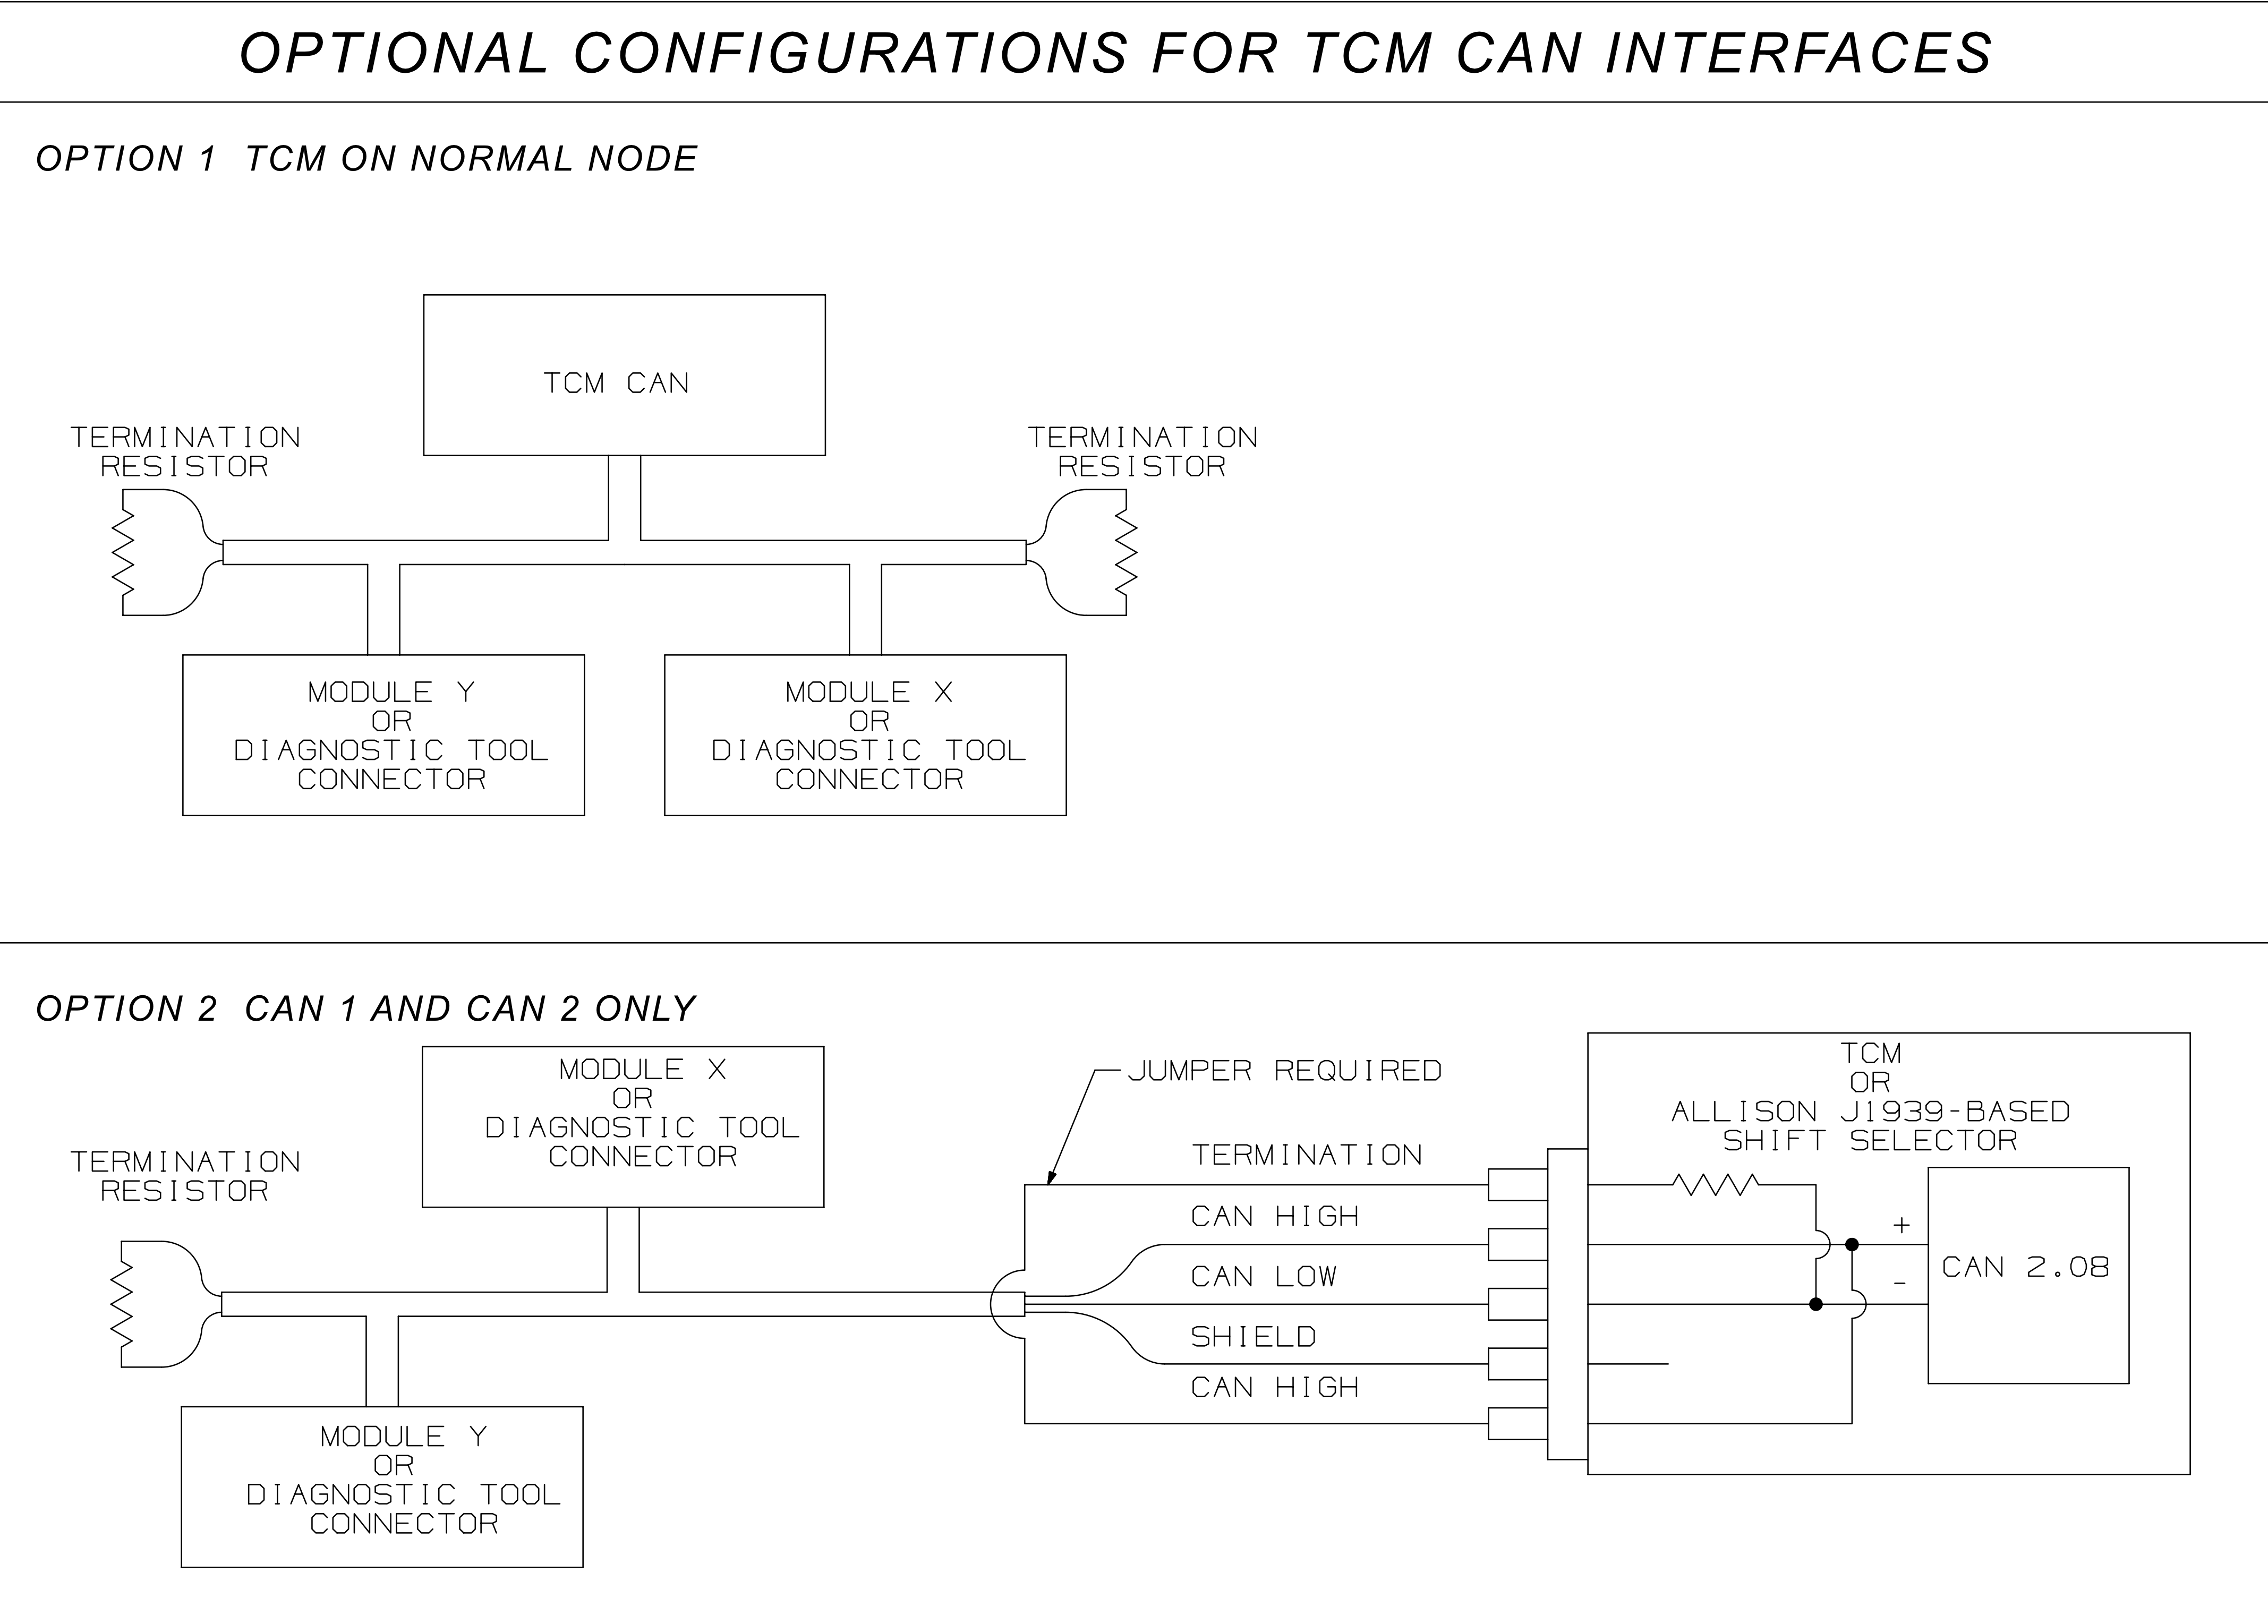 OPTIONAL CONFIGURATIONS FOR TCM CAN INTERFACES
OPTION 1 TCM ON NORMAL NODE
TCM CAN
TERMINATION
RESISTOR
TERMINATION
RESISTOR
MODULE Y
OR
DIAGNOSTIC TOOL
CONNECTOR
MODULE X
OR
DIAGNOSTIC TOOL
CONNECTOR
OPTION 2 CAN 1 AND CAN 2 ONLY
MODULE X
OR
DIAGNOSTIC TOOL
CONNECTOR
TERMINATION
RESISTOR
MODULE Y
OR
DIAGNOSTIC TOOL
CONNECTOR
JUMPER REQUIRED
TERMINATION
CAN HIGH
CAN LOW
SHIELD
CAN HIGH
TCM
OR
ALLISON J1939-BASED
SHIFT SELECTOR
+
-
CAN 2.08